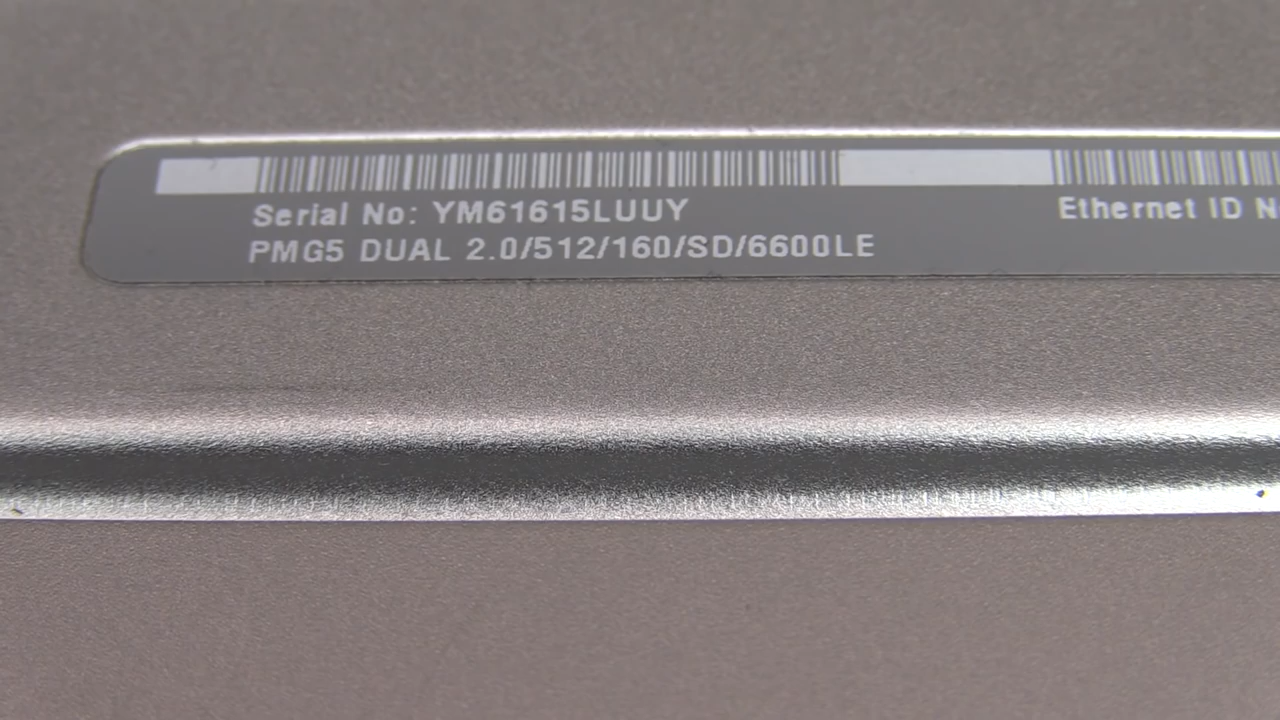 Serial No: YM61615LUUY
Ethernet ID N
PMG5 DUAL 2.0/512/160/SD/6600LE